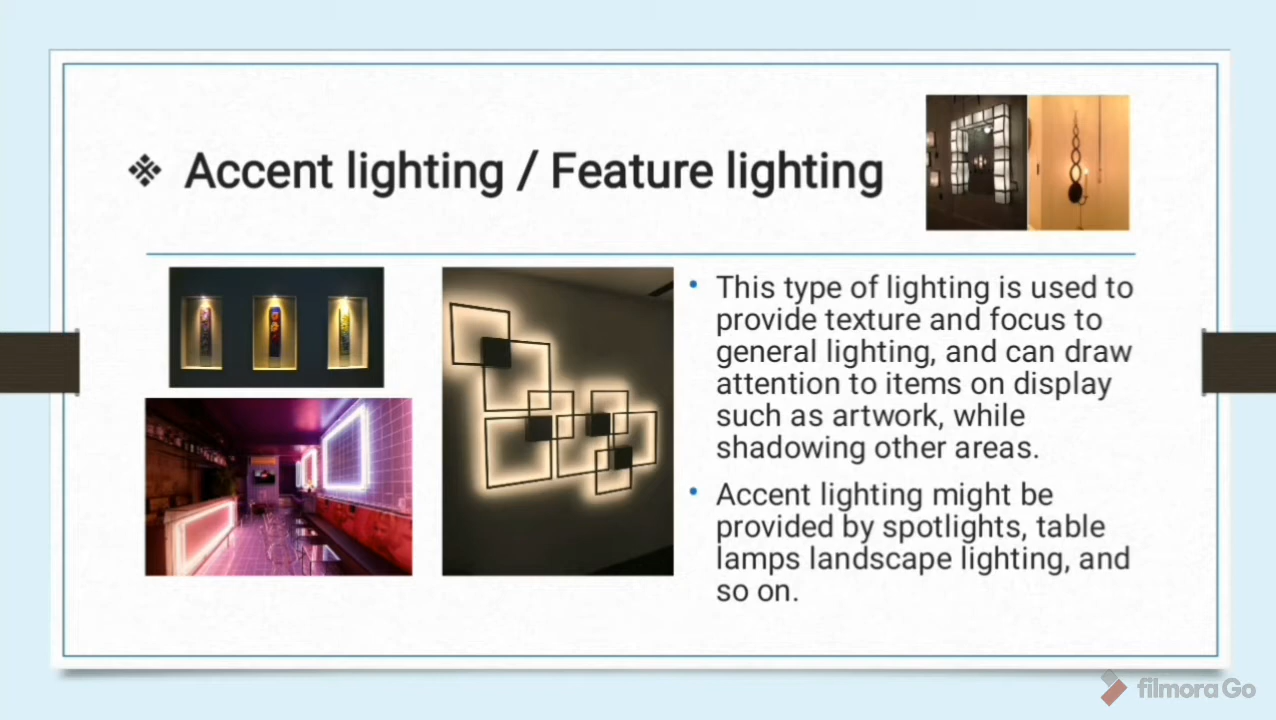 Accent lighting / Feature lighting
This type of lighting is used to
provide texture and focus to
general lighting, and can draw
attention to items on display
such as artwork, while
shadowing other areas.
Accent lighting might be
provided by spotlights, table
lamps landscape lighting, and
so on.
filmoraGo